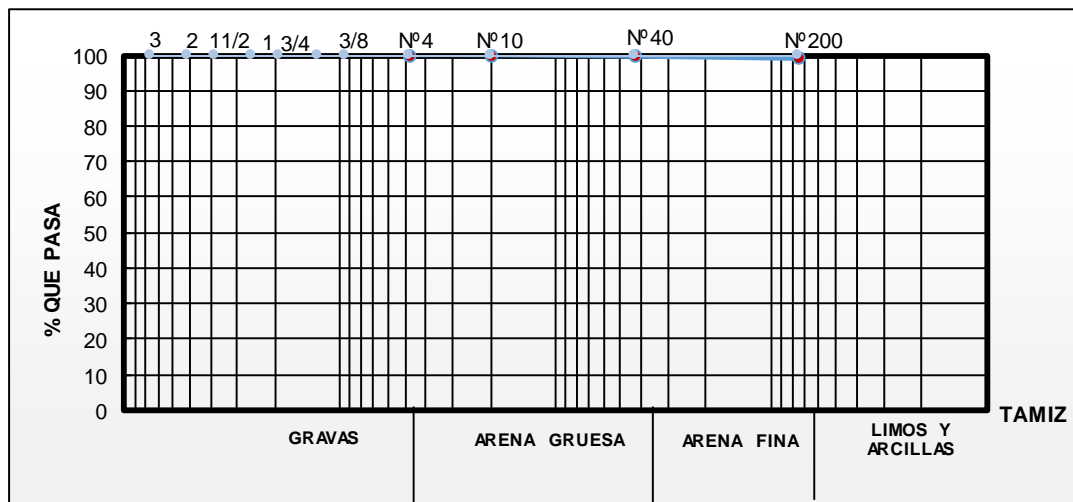 3 2 11/2 1 3/4 3/8 Nº4 Nº10 Nº40 Nº200
100
90
80
70
60
50
40
30
20
10
0
% QUE PASA
TAMIZ
GRAVAS
ARENA GRUESA
ARENA FINA
LIMOS Y
ARCILLAS